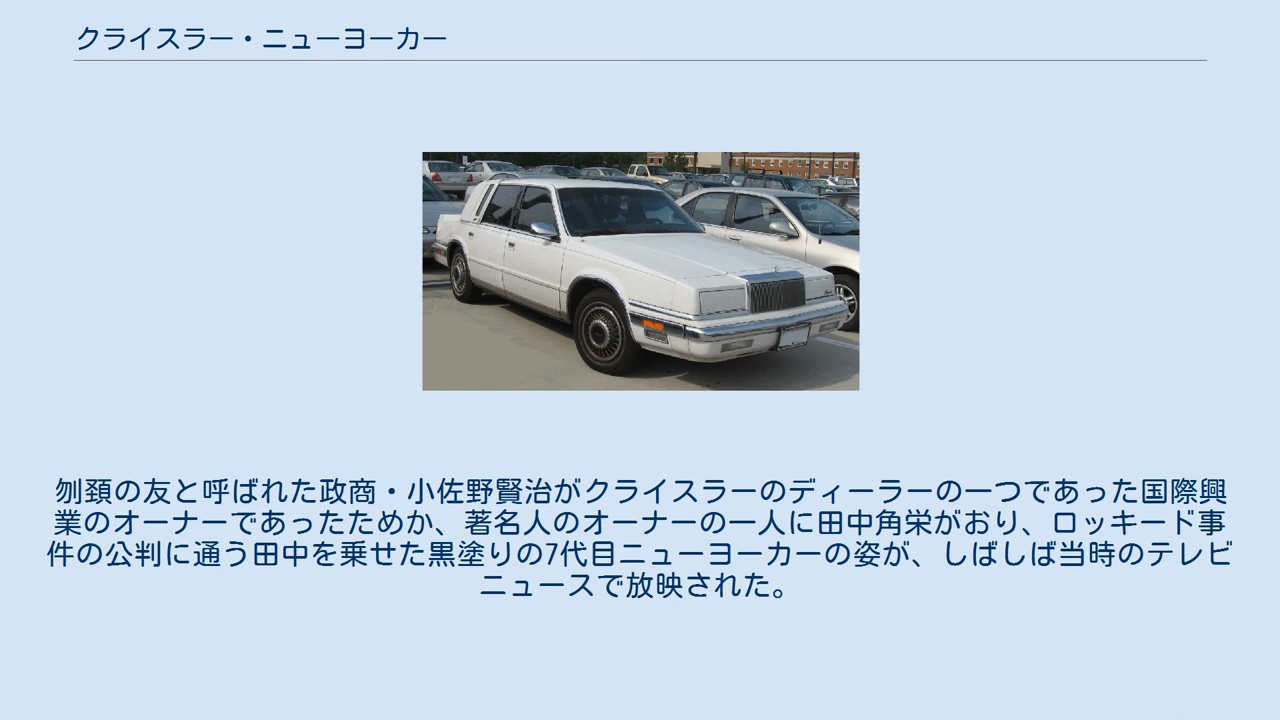 クライスラー・ニューヨーカー
刎頚の友と呼ばれた政商・小佐野賢治がクライスラーのディーラーの一つであった国際興
業のオーナーであったためか、著名人のオーナーの一人に田中角栄がおり、ロッキード事
件の公判に通う田中を乗せた黒塗りの7代目ニューヨーカーの姿が、しばしば当時のテレビ
ニュースで放映された。